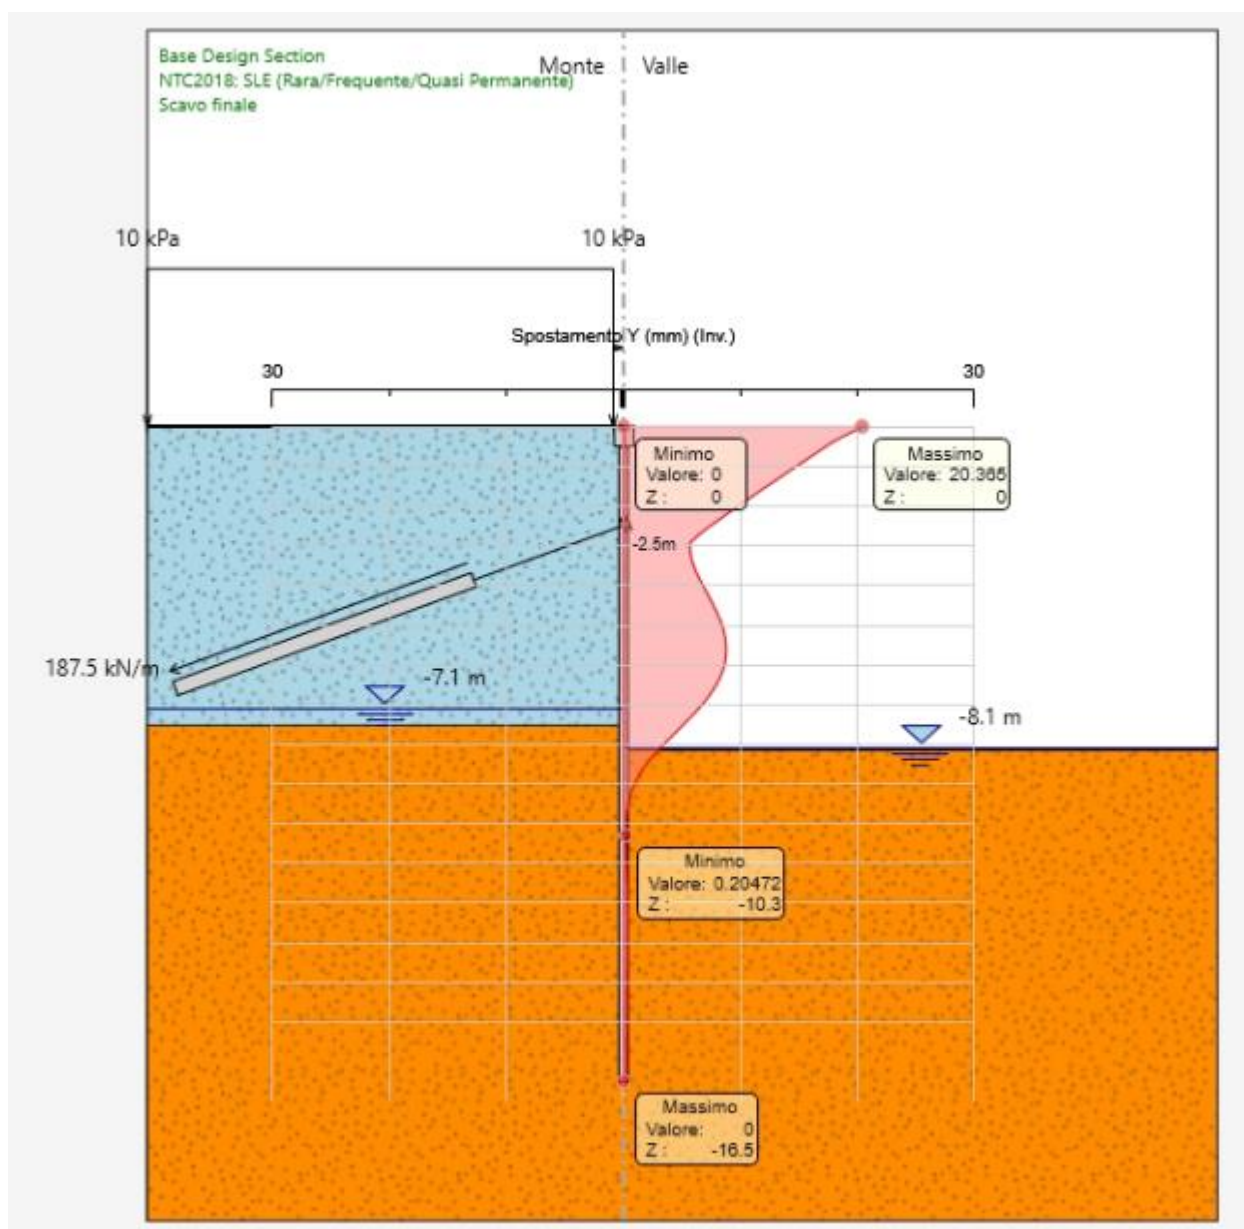 Base Design Section
NTC2018: SLE (Rara/Frequente/Quasi Permanente)
Scavo finale
Monte
Valle
10 kPa
10 kPa
Spostamento Y (mm) (Inv.)
30
30
Minimo
Valore: 0
Z : 0
Massimo
Valore: 20.365
Z : 0
-2.5m
187.5 kN/m
-7.1 m
-8.1 m
Minimo
Valore: 0.20472
Z : -10.3
Massimo
Valore: 0
Z : -16.5